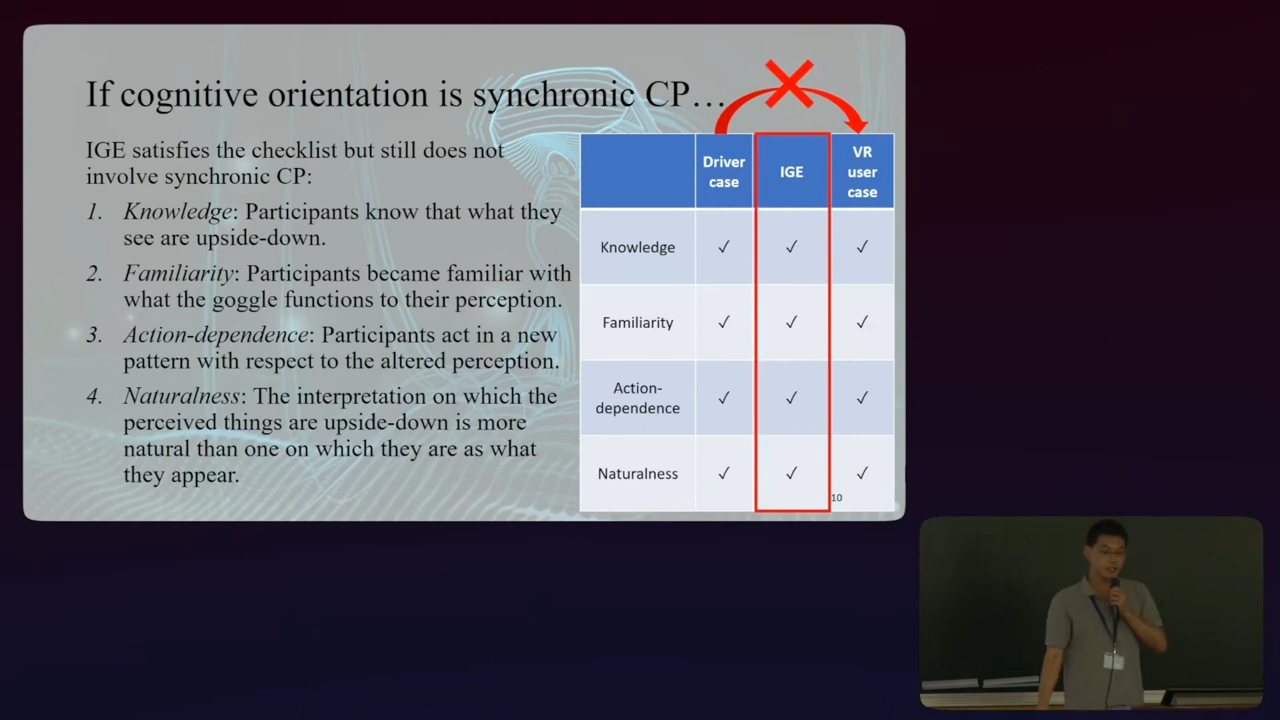 If cognitive orientation is synchronic CP…
IGE satisfies the checklist but still does not
involve synchronic CP:
1. Knowledge: Participants know that what they
see are upside-down.
2. Familiarity: Participants became familiar with
what the goggle functions to their perception.
3. Action-dependence: Participants act in a new
pattern with respect to the altered perception.
4. Naturalness: The interpretation on which the
perceived things are upside-down is more
natural than one on which they are as what
they appear.
Driver
case
IGE
VR
user
case
Knowledge ✓ ✓ ✓
Familiarity ✓ ✓ ✓
Action-
dependence ✓ ✓ ✓
Naturalness ✓ ✓ ✓
10